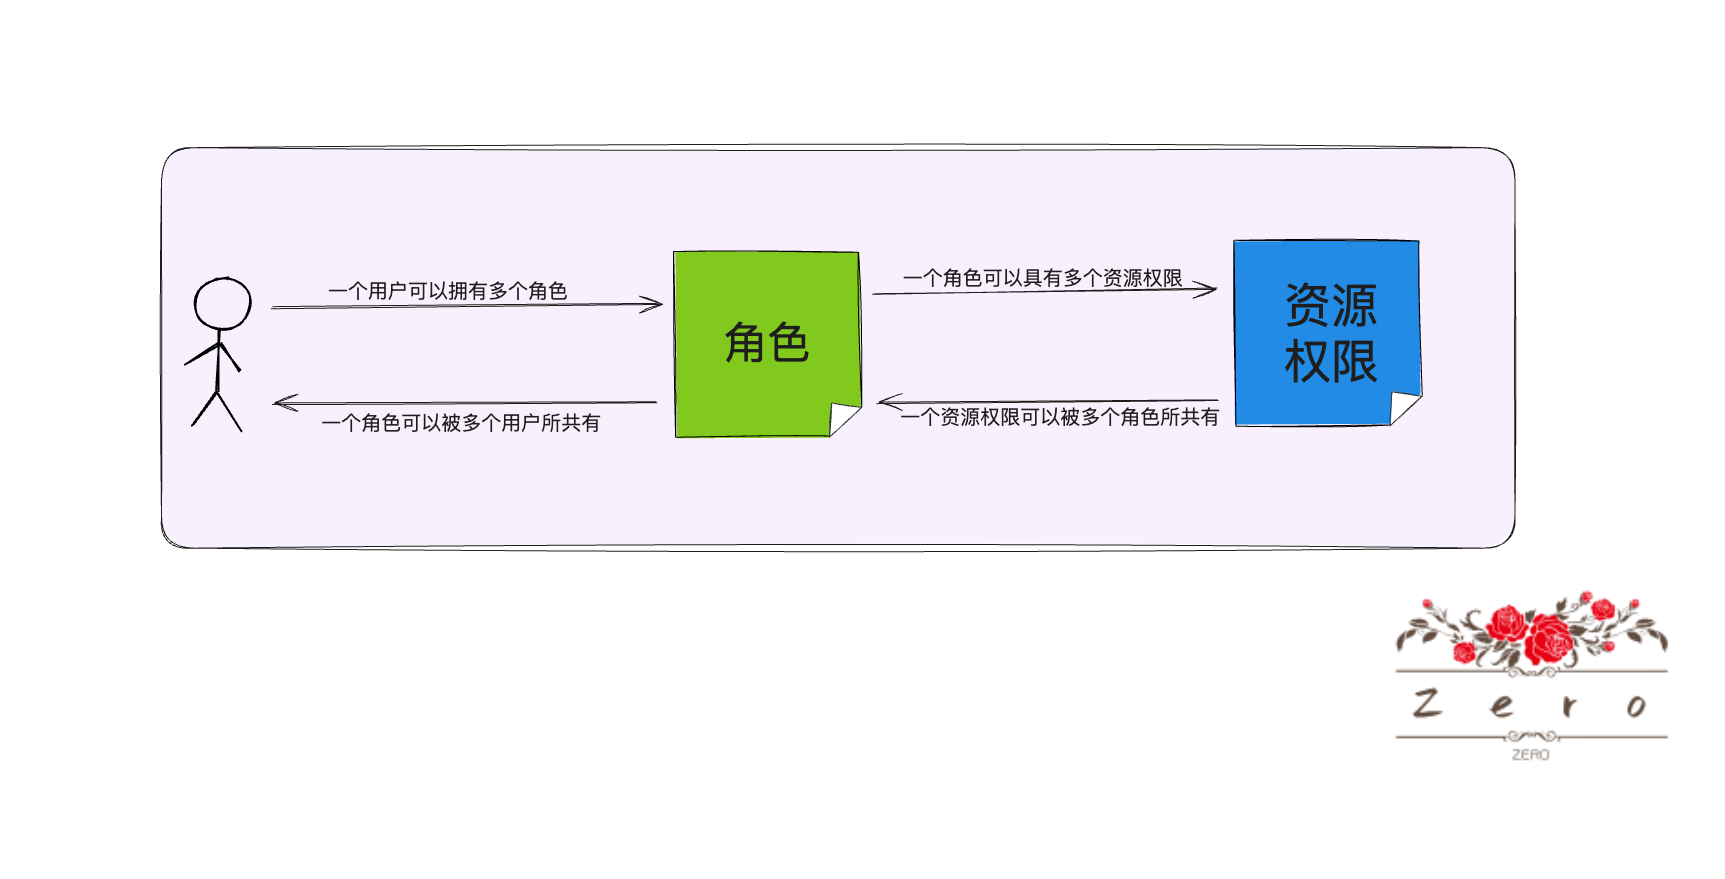 一个用户可以拥有多个角色
一个角色可以被多个用户所共有
角色
一个角色可以具有多个资源权限
一个资源权限可以被多个角色所共有
资源
权限
Zero
ZERO